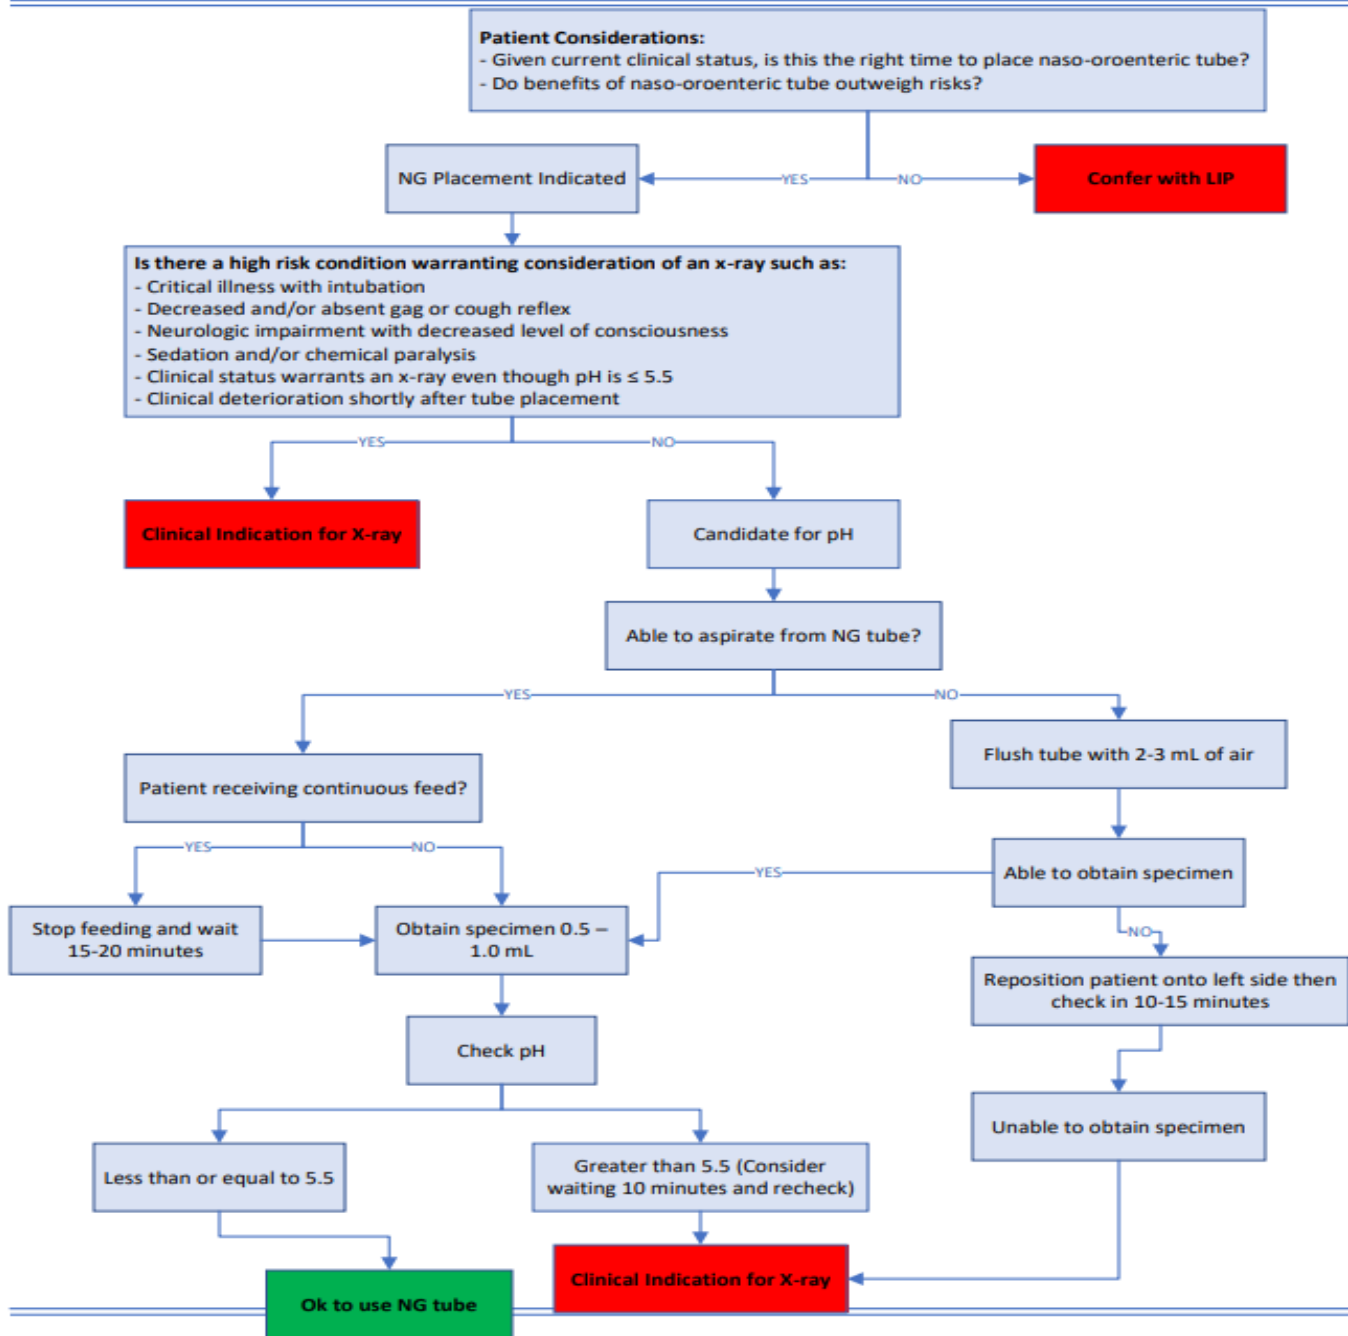 Patient Considerations:
- Given current clinical status, is this the right time to place naso-oroenteric tube?
- Do benefits of naso-oroenteric tube outweigh risks?
NG Placement Indicated
YES
NO
Confer with LIP
Is there a high risk condition warranting consideration of an x-ray such as:
- Critical illness with intubation
- Decreased and/or absent gag or cough reflex
- Neurologic impairment with decreased level of consciousness
- Sedation and/or chemical paralysis
- Clinical status warrants an x-ray even though pH is ≤ 5.5
- Clinical deterioration shortly after tube placement
YES
NO
Clinical Indication for X-ray
Candidate for pH
Able to aspirate from NG tube?
YES
NO
Flush tube with 2-3 mL of air
Patient receiving continuous feed?
YES
NO
YES
Able to obtain specimen
Stop feeding and wait
15-20 minutes
Obtain specimen 0.5 –
1.0 mL
NO
Reposition patient onto left side then
check in 10-15 minutes
Check pH
Unable to obtain specimen
Less than or equal to 5.5
Greater than 5.5 (Consider
waiting 10 minutes and recheck)
Clinical Indication for X-ray
Ok to use NG tube